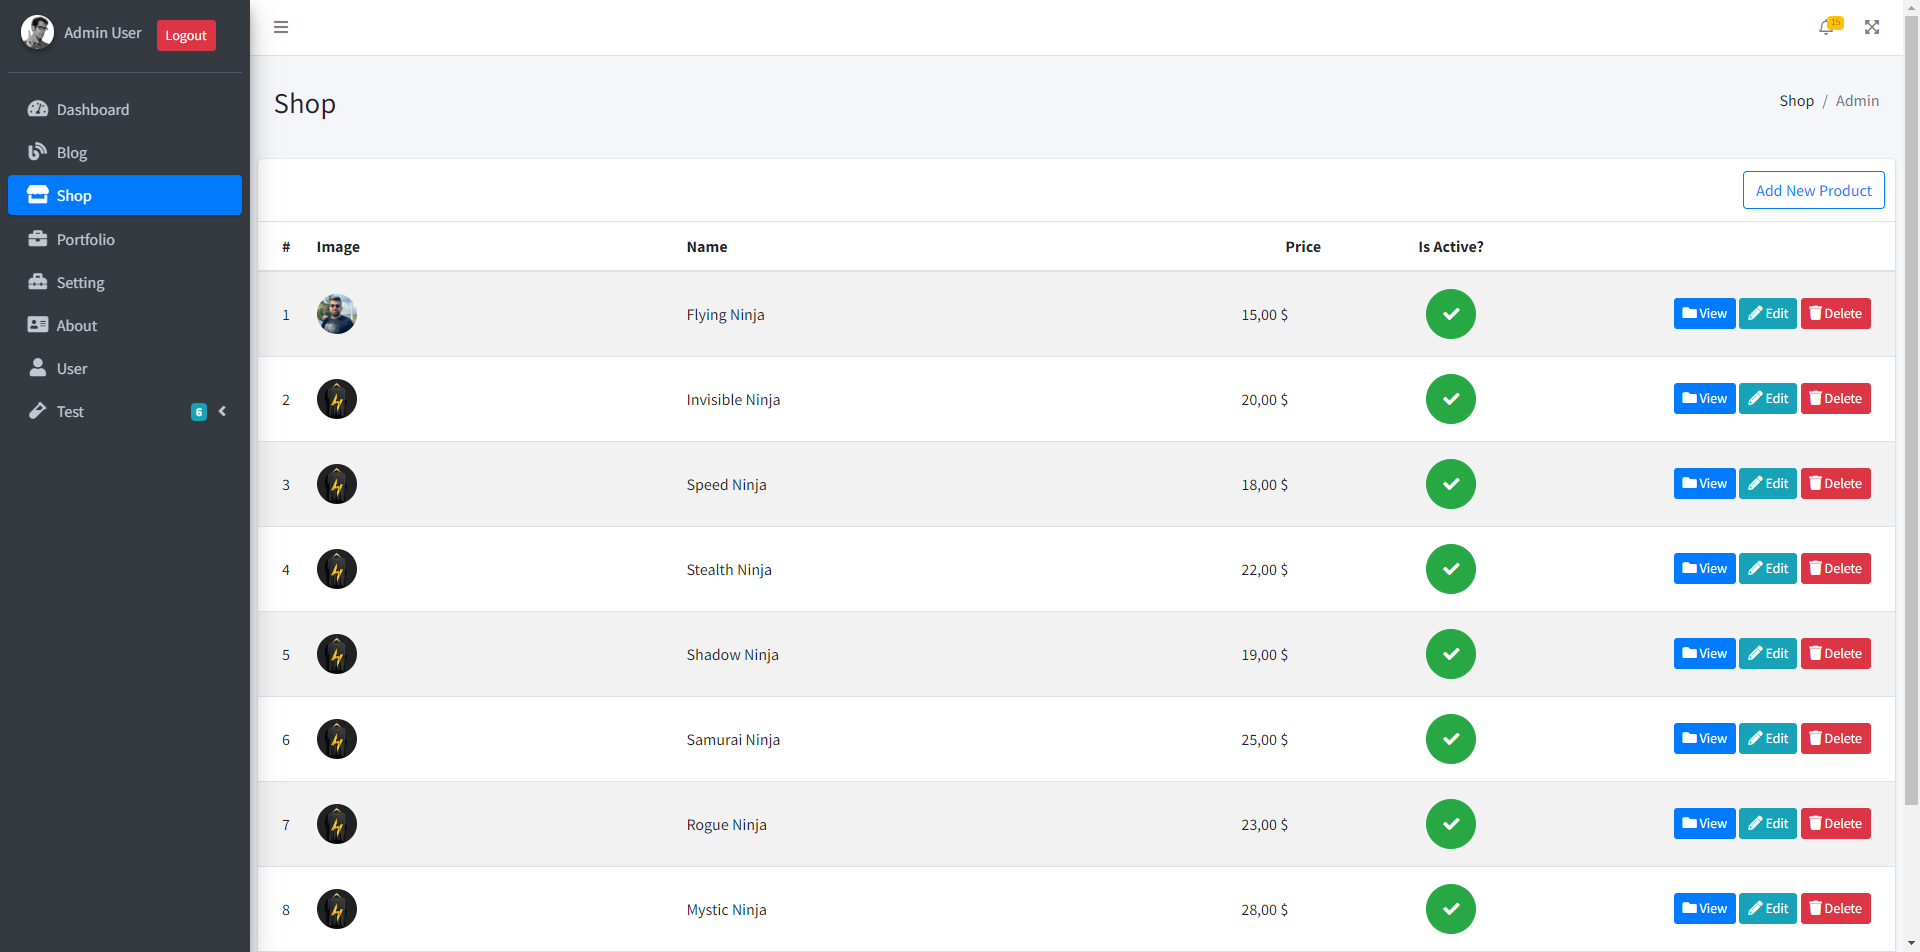 Admin User
Logout
15
Dashboard
Blog
Shop
Portfolio
Setting
About
User
Test
6
Shop
Shop / Admin
Add New Product
# Image Name Price Is Active?
1 Flying Ninja 15,00 $ View Edit Delete
2 Invisible Ninja 20,00 $ View Edit Delete
3 Speed Ninja 18,00 $ View Edit Delete
4 Stealth Ninja 22,00 $ View Edit Delete
5 Shadow Ninja 19,00 $ View Edit Delete
6 Samurai Ninja 25,00 $ View Edit Delete
7 Rogue Ninja 23,00 $ View Edit Delete
8 Mystic Ninja 28,00 $ View Edit Delete